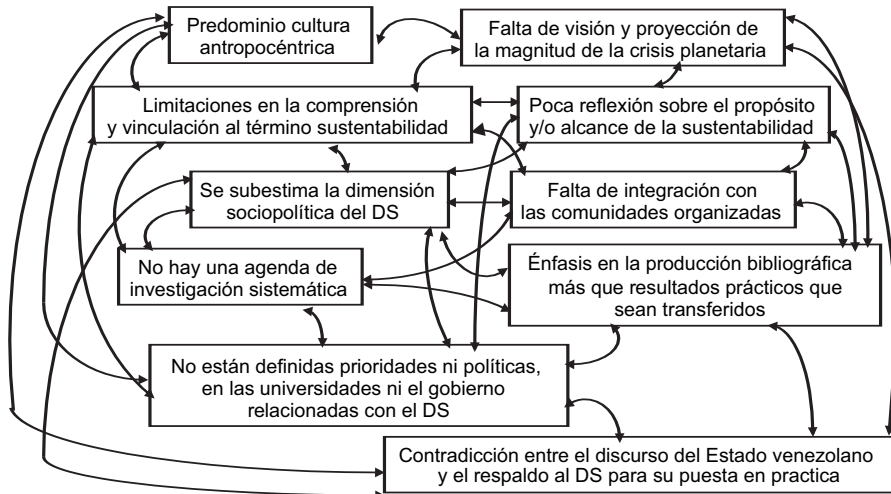 Predominio cultura
antropocéntrica
Falta de visión y proyección de
la magnitud de la crisis planetaria
Limitaciones en la comprensión
y vinculación al término sustentabilidad
Poca reflexión sobre el propósito
y/o alcance de la sustentabilidad
Se subestima la dimensión
sociopolítica del DS
Falta de integración con
las comunidades organizadas
No hay una agenda de
investigación sistemática
Énfasis en la producción bibliográfica
más que resultados prácticos que
sean transferidos
No están definidas prioridades ni políticas,
en las universidades ni el gobierno
relacionadas con el DS
Contradicción entre el discurso del Estado venezolano
y el respaldo al DS para su puesta en practica